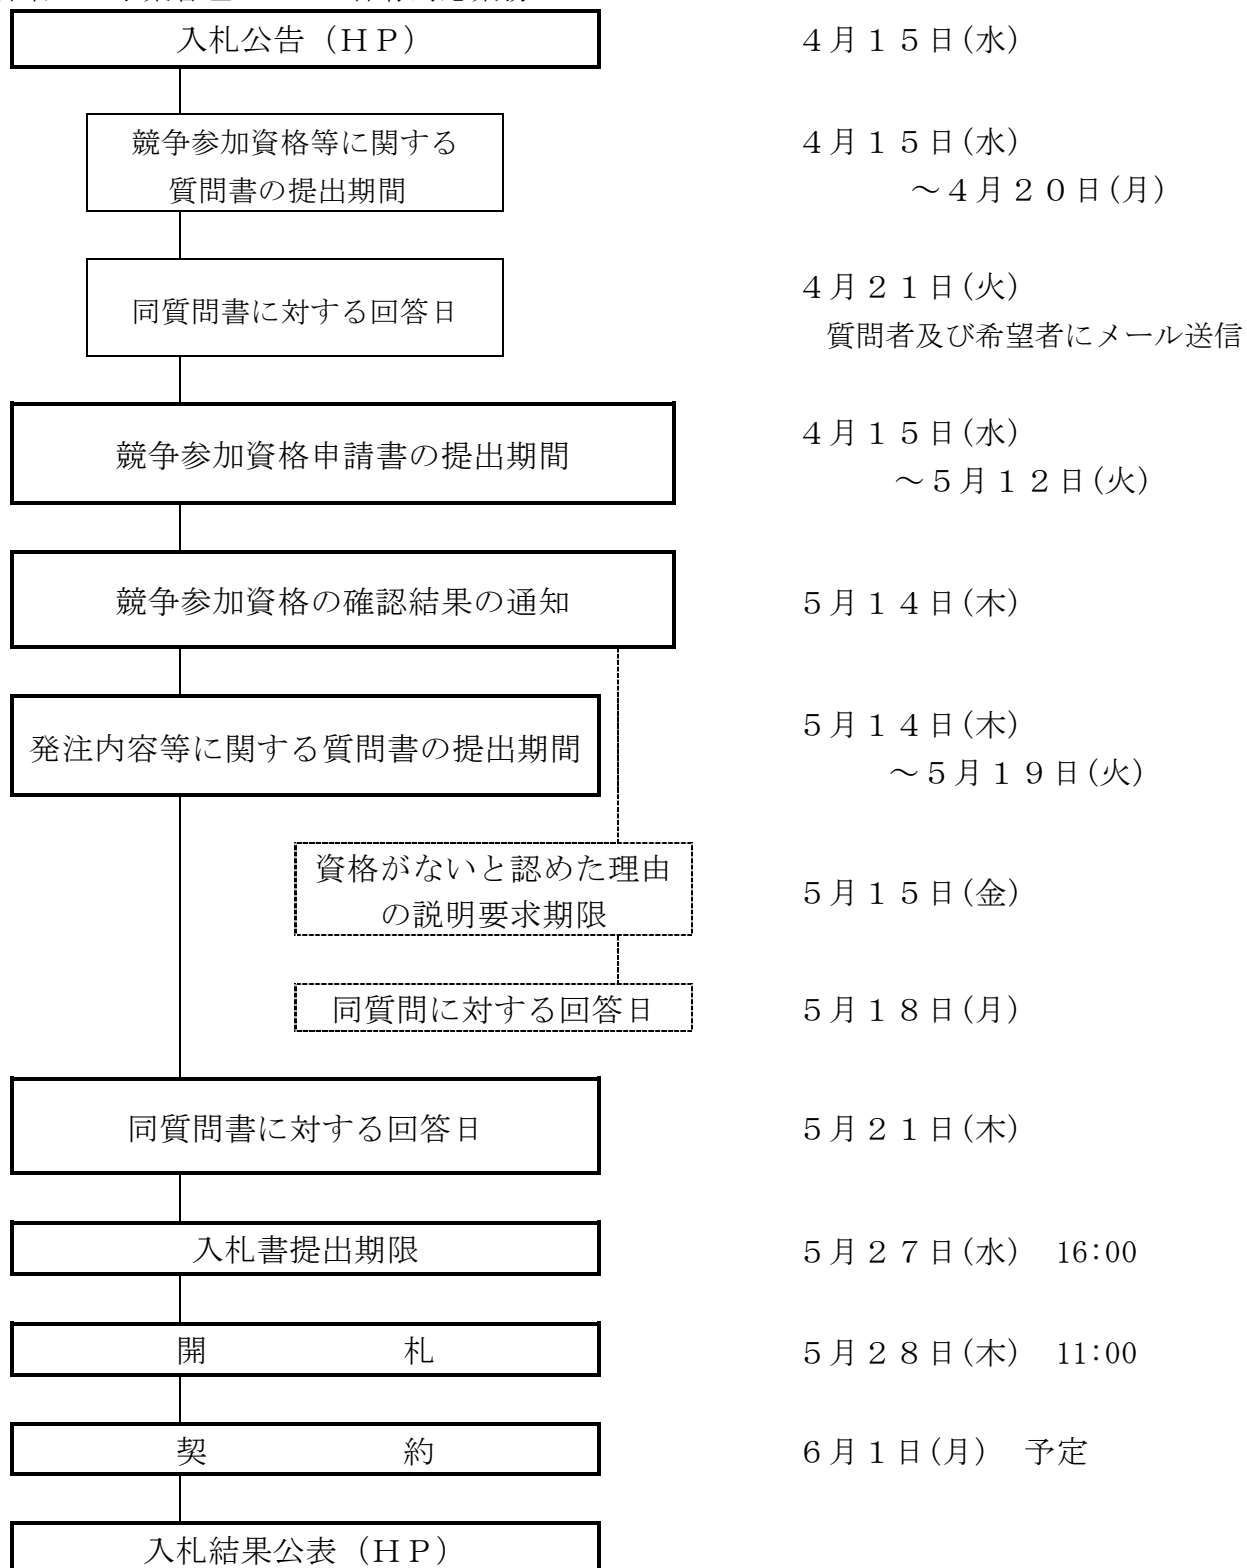 入札公告（ＨＰ）
４月１５日(水)
競争参加資格等に関する
質問書の提出期間
４月１５日(水)
～４月２０日(月)
同質問書に対する回答日
４月２１日(火)
質問者及び希望者にメール送信
競争参加資格申請書の提出期間
４月１５日(水)
～５月１２日(火)
競争参加資格の確認結果の通知
５月１４日(木)
発注内容等に関する質問書の提出期間
５月１４日(木)
～５月１９日(火)
資格がないと認めた理由
の説明要求期限
５月１５日(金)
同質問に対する回答日
５月１８日(月)
同質問書に対する回答日
５月２１日(木)
入札書提出期限
５月２７日(水)　16:00
開　　　　　　札
５月２８日(木)　11:00
契　　　　　　約
６月１日(月)　予定
入札結果公表（ＨＰ）